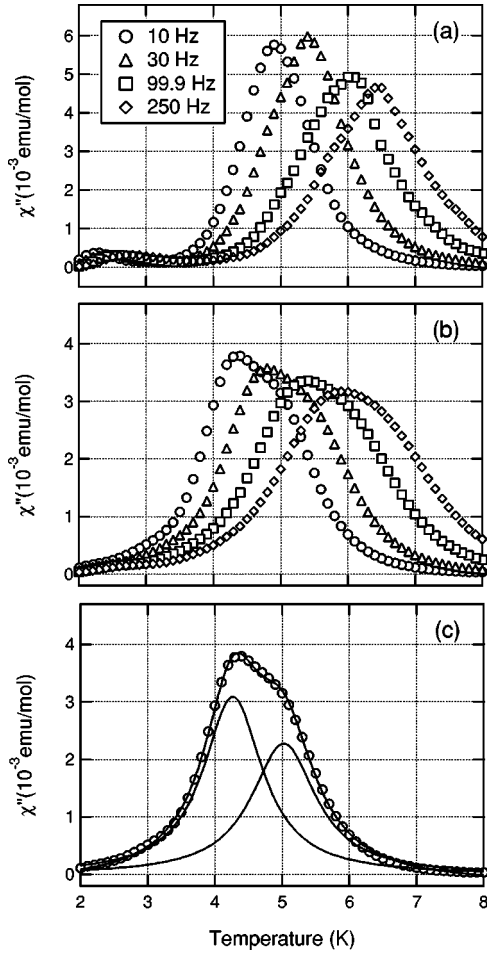 (a)
10 Hz
30 Hz
99.9 Hz
250 Hz
6
5
4
3
2
1
0
χ"(10⁻³emu/mol)
(b)
4
3
2
1
0
χ"(10⁻³emu/mol)
(c)
4
3
2
1
0
χ"(10⁻³emu/mol)
2 3 4 5 6 7 8
Temperature (K)